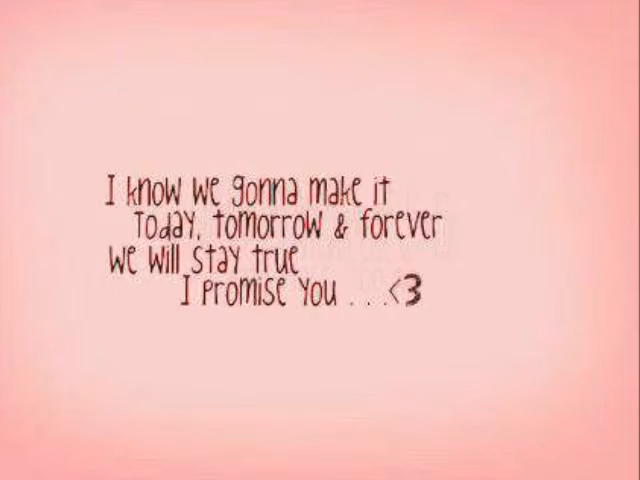 I know we gonna make it
Today, tomorrow & forever
we will stay true
I promise you . . .<3